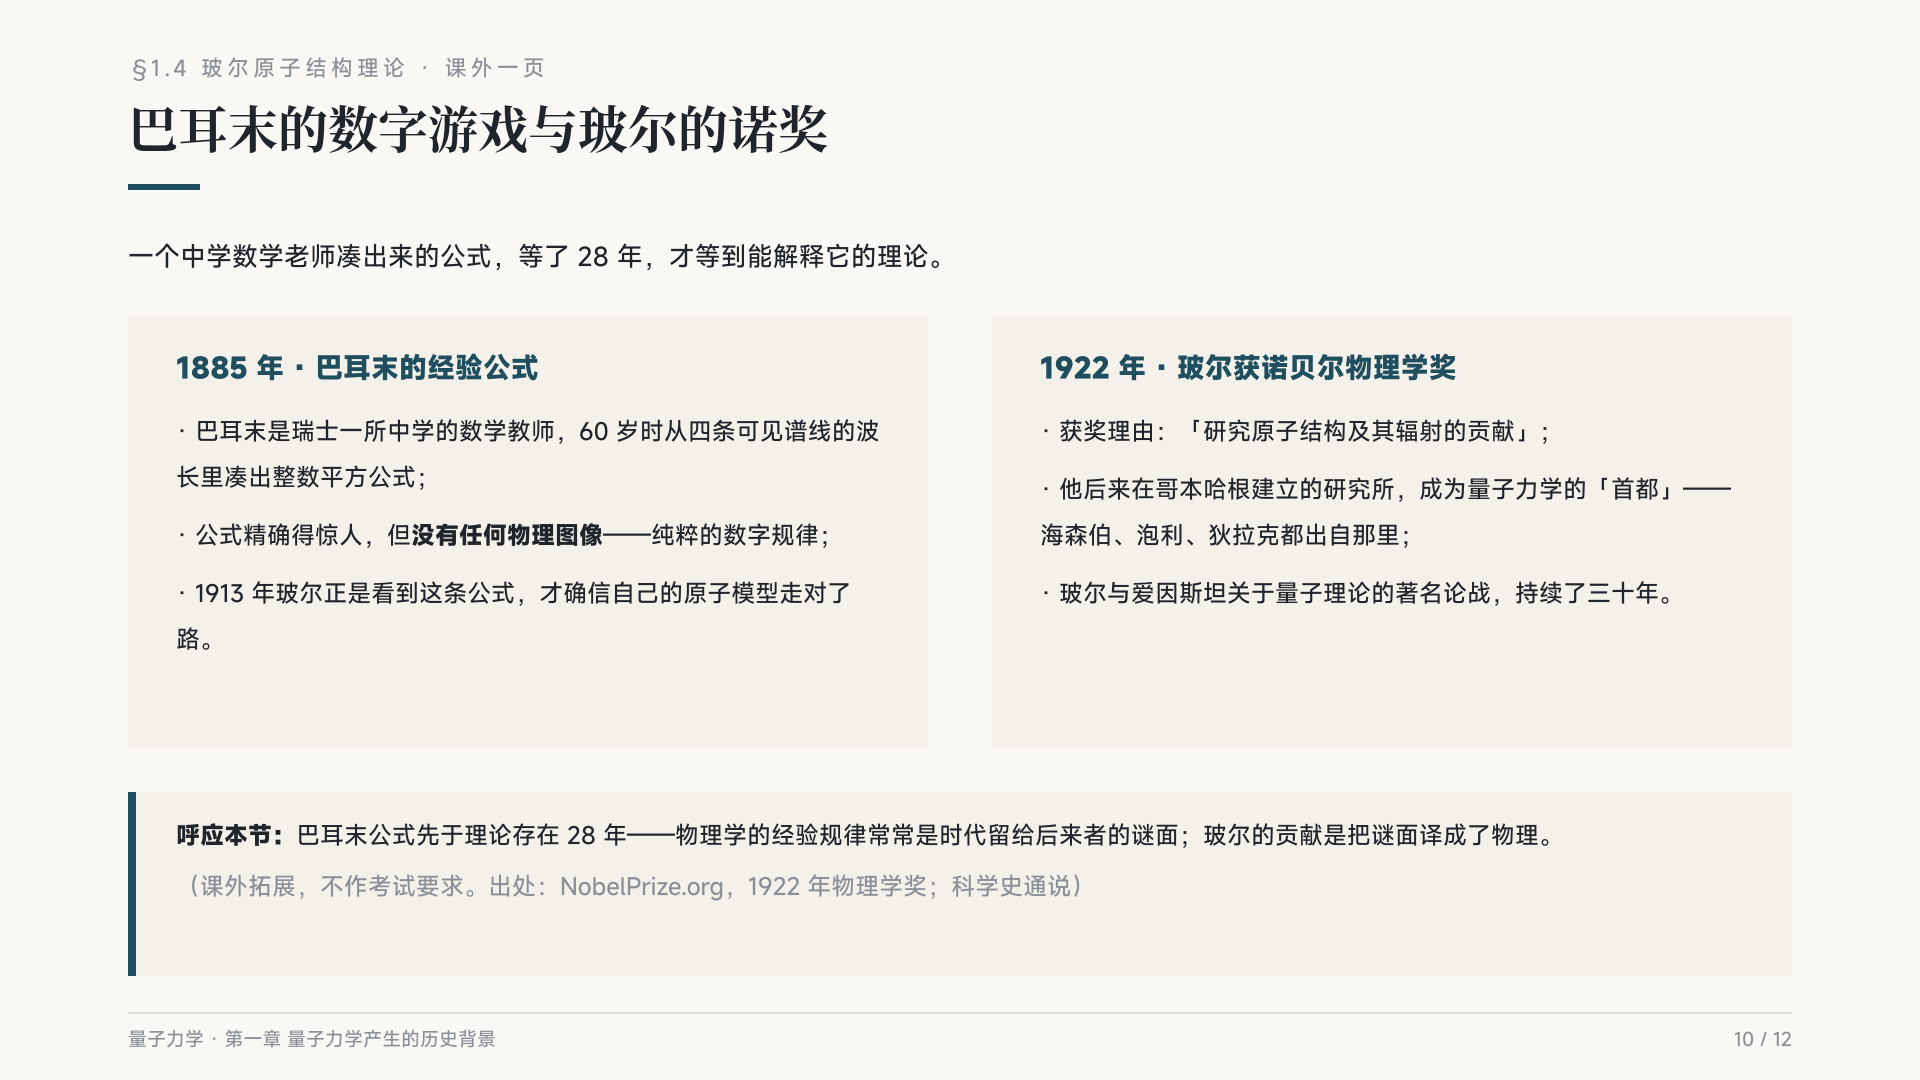 §1.4 玻尔原子结构理论 · 课外一页
巴耳末的数字游戏与玻尔的诺奖
一个中学数学老师凑出来的公式，等了 28 年，才等到能解释它的理论。
1885 年 · 巴耳末的经验公式
· 巴耳末是瑞士一所中学的数学教师，60 岁时从四条可见谱线的波
长里凑出整数平方公式；
· 公式精确得惊人，但没有任何物理图像——纯粹的数字规律；
· 1913 年玻尔正是看到这条公式，才确信自己的原子模型走对了
路。
1922 年 · 玻尔获诺贝尔物理学奖
· 获奖理由：「研究原子结构及其辐射的贡献」；
· 他后来在哥本哈根建立的研究所，成为量子力学的「首都」——
海森伯、泡利、狄拉克都出自那里；
· 玻尔与爱因斯坦关于量子理论的著名论战，持续了三十年。
呼应本节：巴耳末公式先于理论存在 28 年——物理学的经验规律常常是时代留给后来者的谜面；玻尔的贡献是把谜面译成了物理。
（课外拓展，不作考试要求。出处：NobelPrize.org，1922 年物理学奖；科学史通说）
量子力学 · 第一章 量子力学产生的历史背景
10 / 12